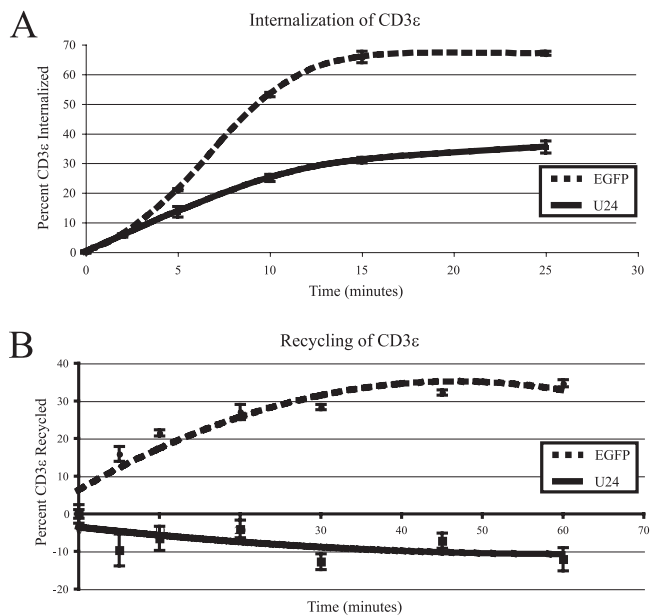 A
Internalization of CD3ε
70
60
50
40
30
20
10
0
Percent CD3ε Internalized
0 5 10 15 20 25 30
Time (minutes)
EGFP
U24
B
Recycling of CD3ε
40
30
20
10
0
-10
-20
Percent CD3ε Recycled
10 20 30 40 50 60 70
Time (minutes)
EGFP
U24